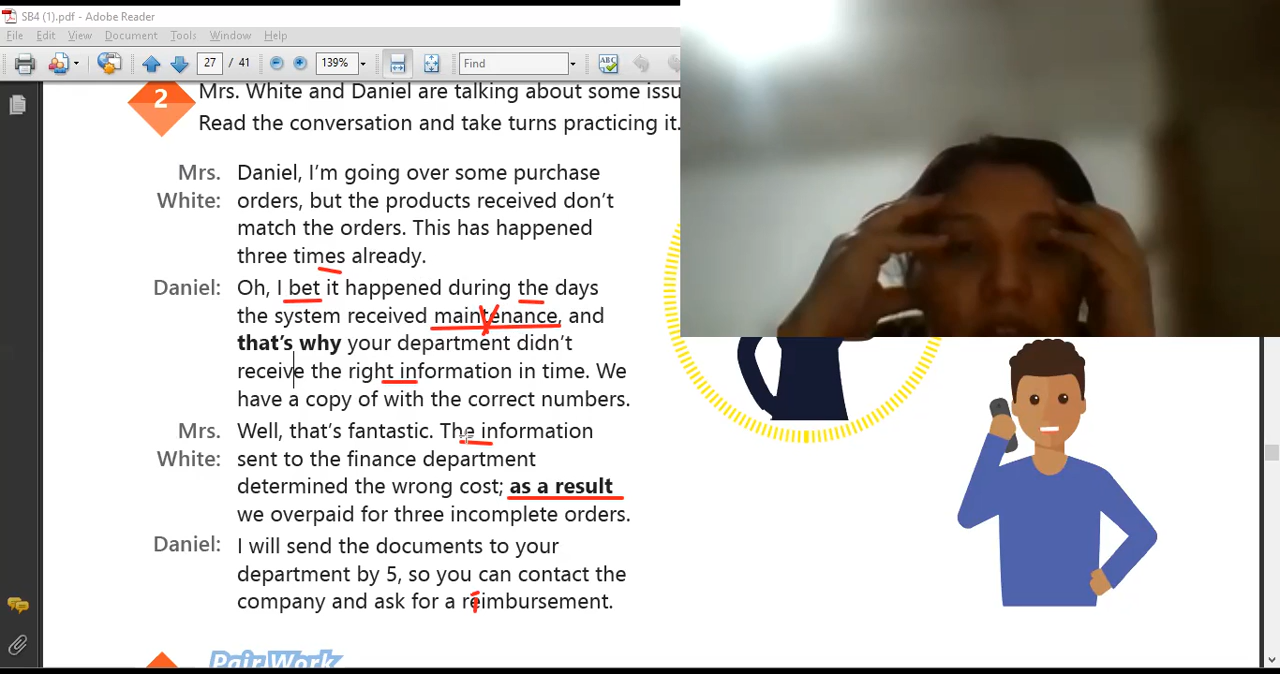 SB4 (1).pdf - Adobe Reader
File Edit View Document Tools Window Help
27 / 41 139% Find
2 Mrs. White and Daniel are talking about some issu
Read the conversation and take turns practicing it.
Mrs. Daniel, I'm going over some purchase
White: orders, but the products received don't
match the orders. This has happened
three times already.
Daniel: Oh, I bet it happened during the days
the system received maintenance, and
that's why your department didn't
receive the right information in time. We
have a copy of with the correct numbers.
Mrs. Well, that's fantastic. The information
White: sent to the finance department
determined the wrong cost; as a result
we overpaid for three incomplete orders.
Daniel: I will send the documents to your
department by 5, so you can contact the
company and ask for a reimbursement.
Pair Work